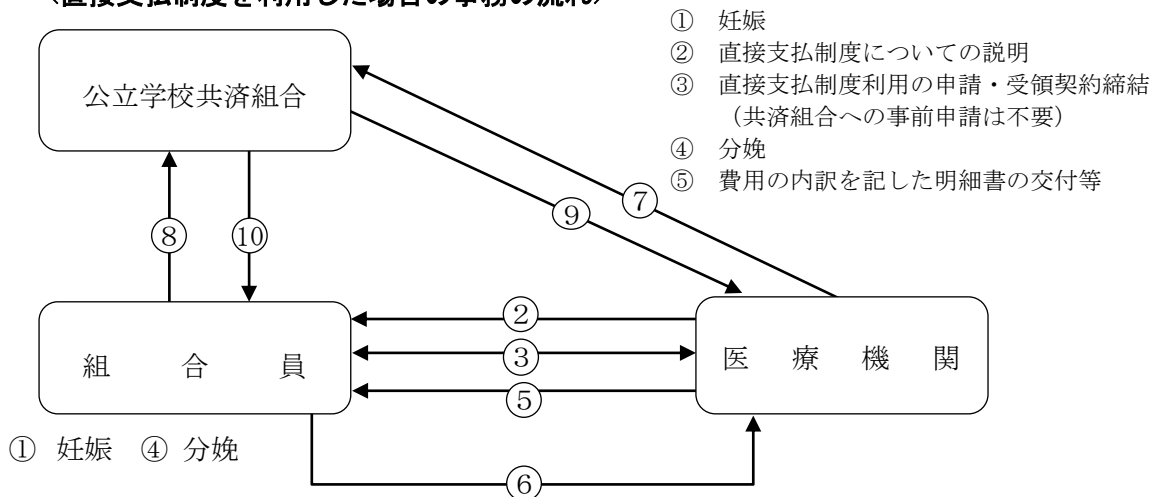 〈直接支払制度を利用した場合の事務の流れ〉
① 妊娠
② 直接支払制度についての説明
③ 直接支払制度利用の申請・受領契約締結
（共済組合への事前申請は不要）
④ 分娩
⑤ 費用の内訳を記した明細書の交付等
公立学校共済組合
⑦
⑨
⑧
⑩
組 合 員
②
③
⑤
医 療 機 関
① 妊娠 ④ 分娩
⑥